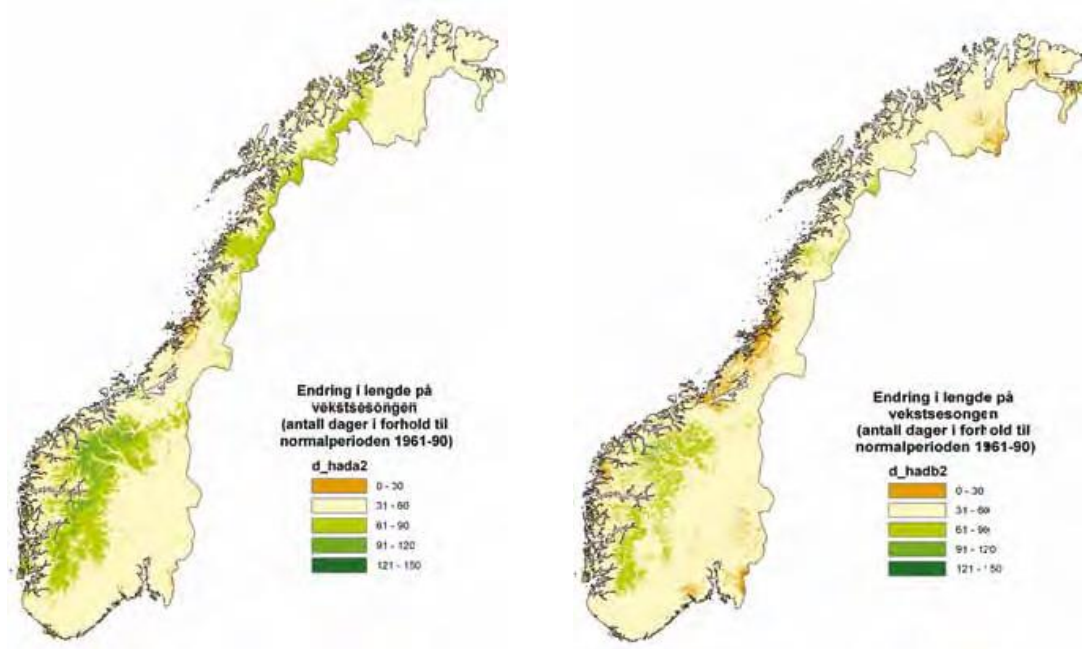 Endring i lengde på
vekstsesongen
(antall dager i forhold til
normalperioden 1961-90)
d_hada2
0 - 30
31 - 60
61 - 90
91 - 120
121 - 150
Endring i lengde på
vekstsesongen
(antall dager i forhold til
normalperioden 1961-90)
d_hadb2
0 - 30
31 - 60
61 - 90
91 - 120
121 - 150